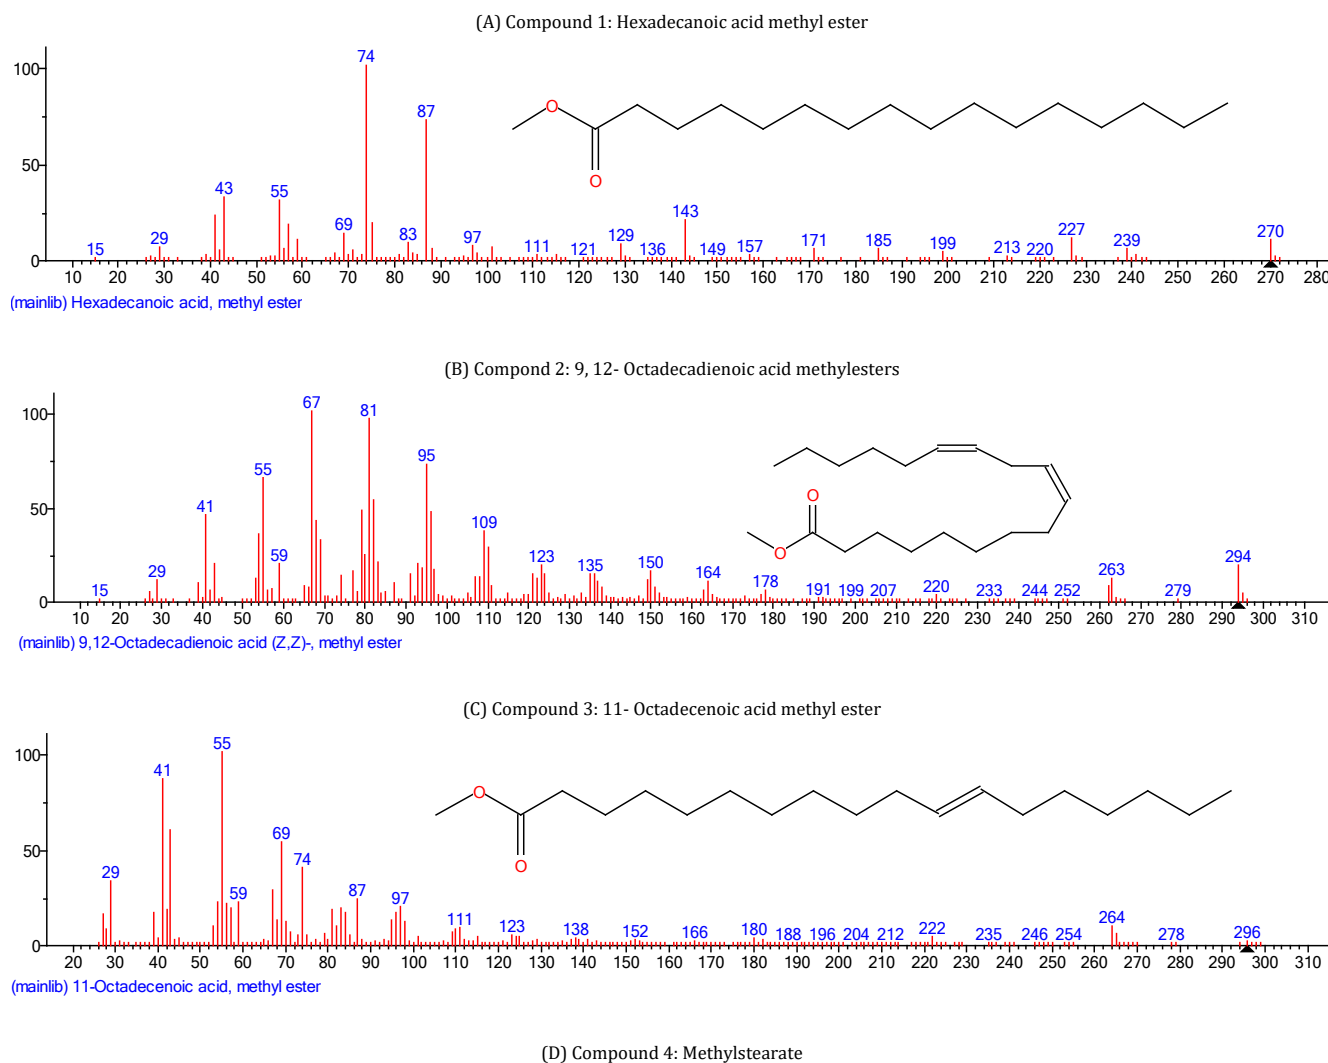 (A) Compound 1: Hexadecanoic acid methyl ester
100
50
0
15 29 43 55 69 74 83 87 97 111 121 129 136 143 149 157 171 185 199 213 220 227 239 270
O
O
10 20 30 40 50 60 70 80 90 100 110 120 130 140 150 160 170 180 190 200 210 220 230 240 250 260 270 280
(mainlib) Hexadecanoic acid, methyl ester
(B) Compond 2: 9, 12- Octadecadienoic acid methylesters
100
50
0
15 29 41 55 59 67 81 95 109 123 135 150 164 178 191 199 207 220 233 244 252 263 279 294
O
O
10 20 30 40 50 60 70 80 90 100 110 120 130 140 150 160 170 180 190 200 210 220 230 240 250 260 270 280 290 300 310
(mainlib) 9,12-Octadecadienoic acid (Z,Z)-, methyl ester
(C) Compound 3: 11- Octadecenoic acid methyl ester
100
50
0
29 41 55 59 69 74 87 97 111 123 138 152 166 180 188 196 204 212 222 235 246 254 264 278 296
O
O
20 30 40 50 60 70 80 90 100 110 120 130 140 150 160 170 180 190 200 210 220 230 240 250 260 270 280 290 300 310
(mainlib) 11-Octadecenoic acid, methyl ester
(D) Compound 4: Methylstearate